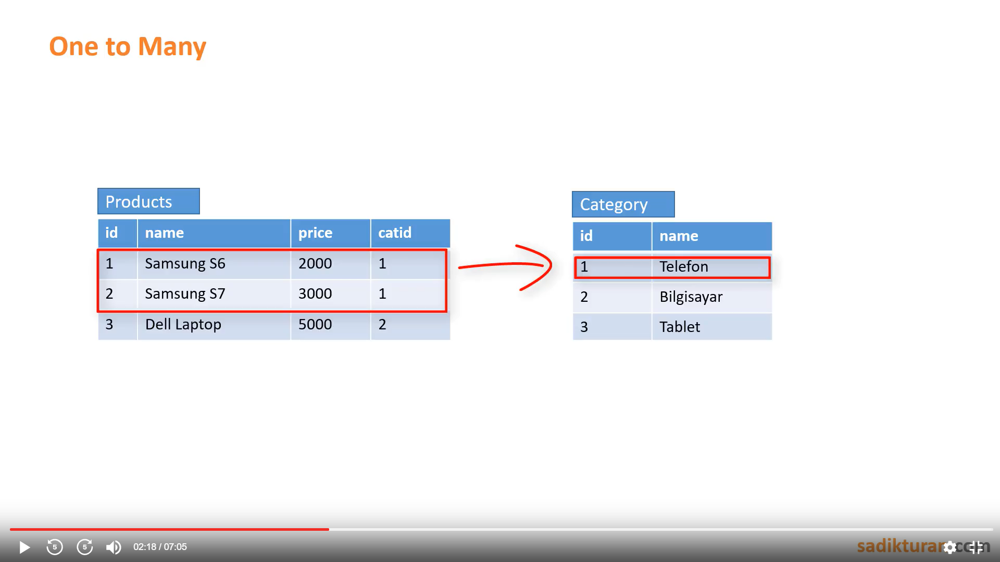 One to Many
Products
id name price catid
1 Samsung S6 2000 1
2 Samsung S7 3000 1
3 Dell Laptop 5000 2
Category
id name
1 Telefon
2 Bilgisayar
3 Tablet
5 5 02:18 / 07:05
sadikturan.com